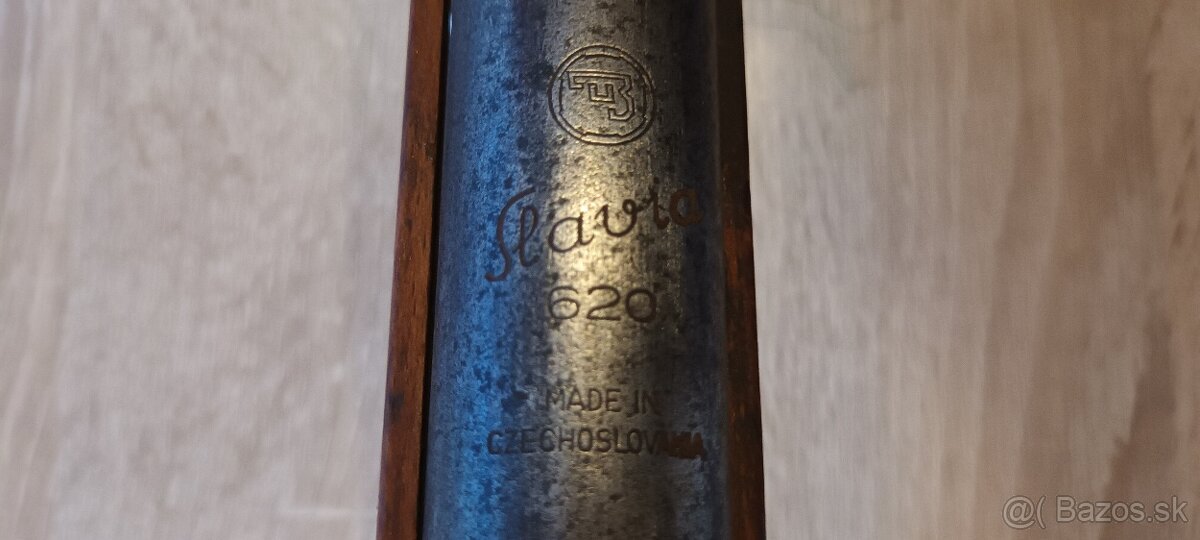 Slavia
620
MADE IN
CZECHOSLOVAKIA
@( Bazos.sk